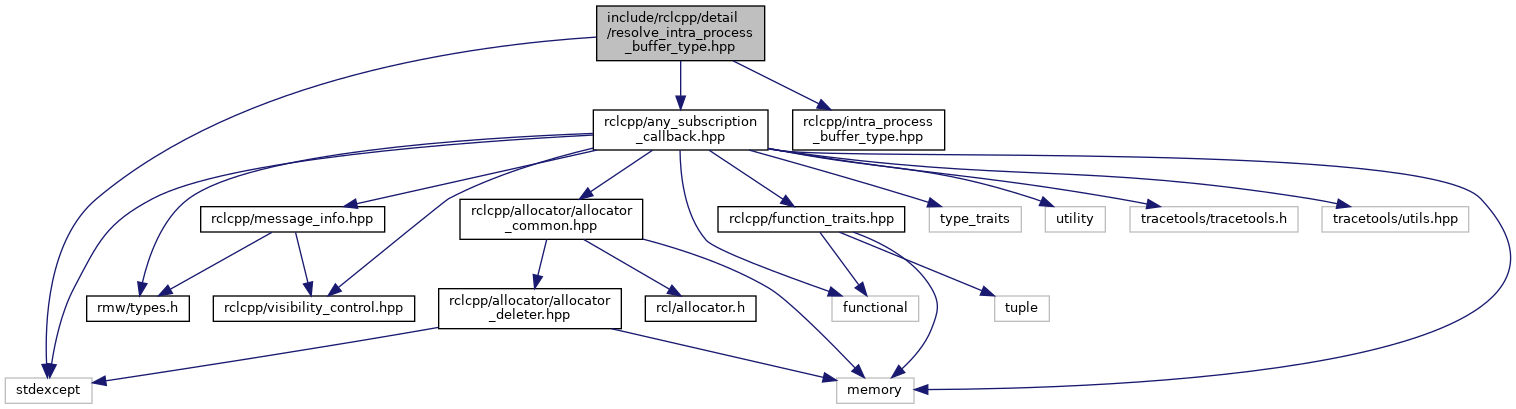 include/rclcpp/detail
/resolve_intra_process
_buffer_type.hpp
rclcpp/any_subscription
_callback.hpp
rclcpp/intra_process
_buffer_type.hpp
rclcpp/message_info.hpp
rclcpp/allocator/allocator
_common.hpp
rclcpp/function_traits.hpp
type_traits
utility
tracetools/tracetools.h
tracetools/utils.hpp
rmw/types.h
rclcpp/visibility_control.hpp
rclcpp/allocator/allocator
_deleter.hpp
rcl/allocator.h
functional
tuple
stdexcept
memory